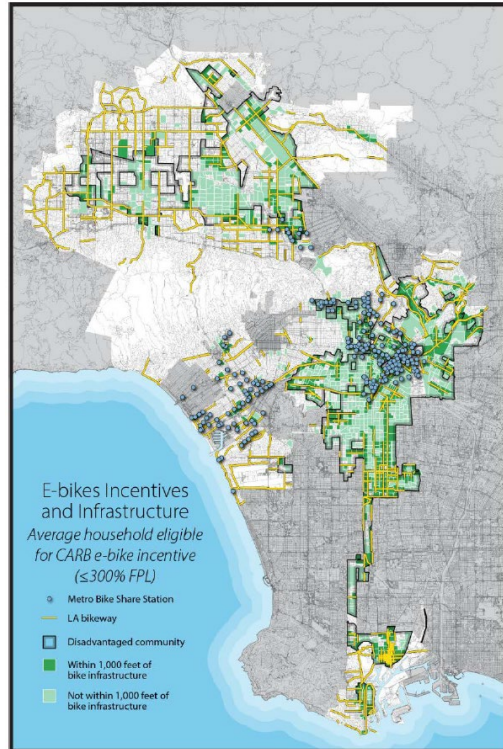 E-bikes Incentives
and Infrastructure
Average household eligible
for CARB e-bike incentive
(≤300% FPL)
Metro Bike Share Station
LA bikeway
Disadvantaged community
Within 1,000 feet of
bike infrastructure
Not within 1,000 feet of
bike infrastructure